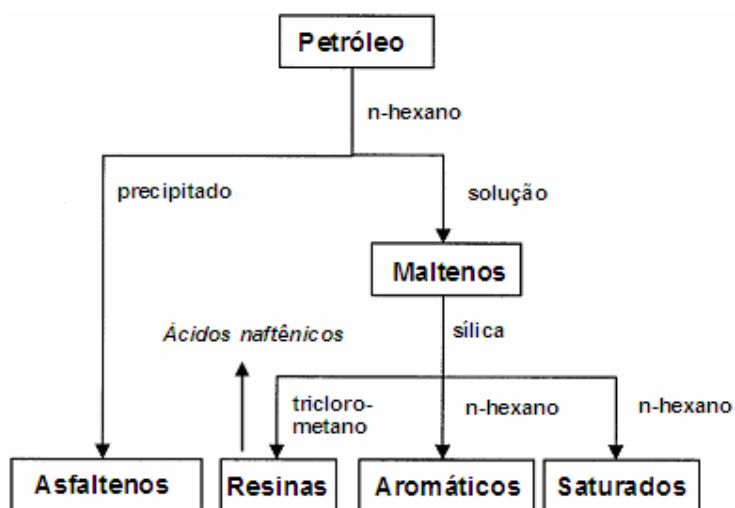 Petróleo
n-hexano
precipitado
solução
Maltenos
Ácidos naftênicos
sílica
tricloro-
metano
n-hexano
n-hexano
Asfaltenos
Resinas
Aromáticos
Saturados